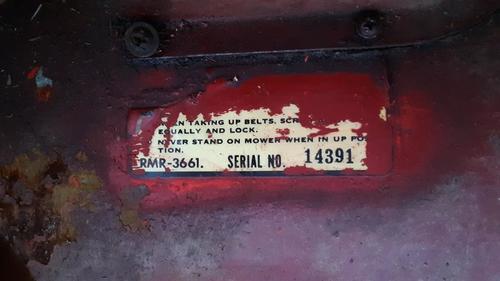 TAKING UP BELTS.
EQUALLY AND LOCK.
NEVER STAND ON MOWER WHEN IN UP PO
TION.
RMR-3661. SERIAL NO. 14391